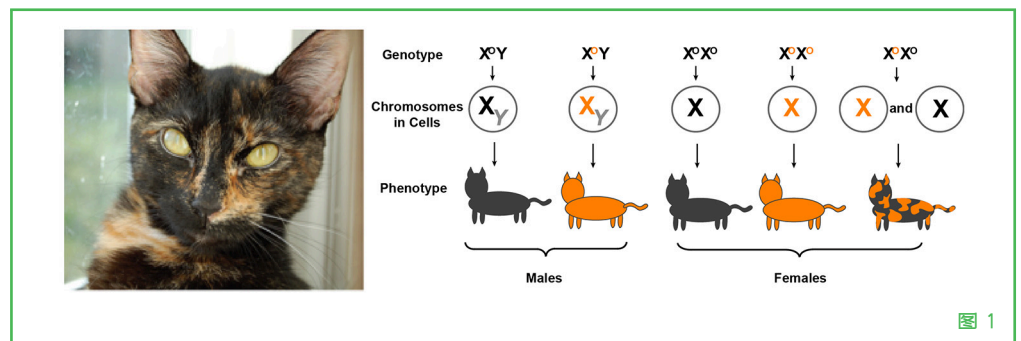 Genotype XᴼY XᴼY XᴼXᴼ XᴼXᴼ XᴼXᴼ
Chromosomes in Cells X Y X Y X X X and X
Phenotype
Males Females
图 1